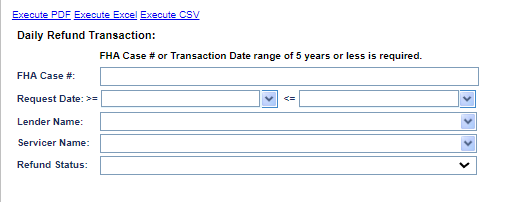 Execute PDF Execute Excel Execute CSV
Daily Refund Transaction:
FHA Case # or Transaction Date range of 5 years or less is required.
FHA Case #:
Request Date: >= <=
Lender Name:
Servicer Name:
Refund Status: